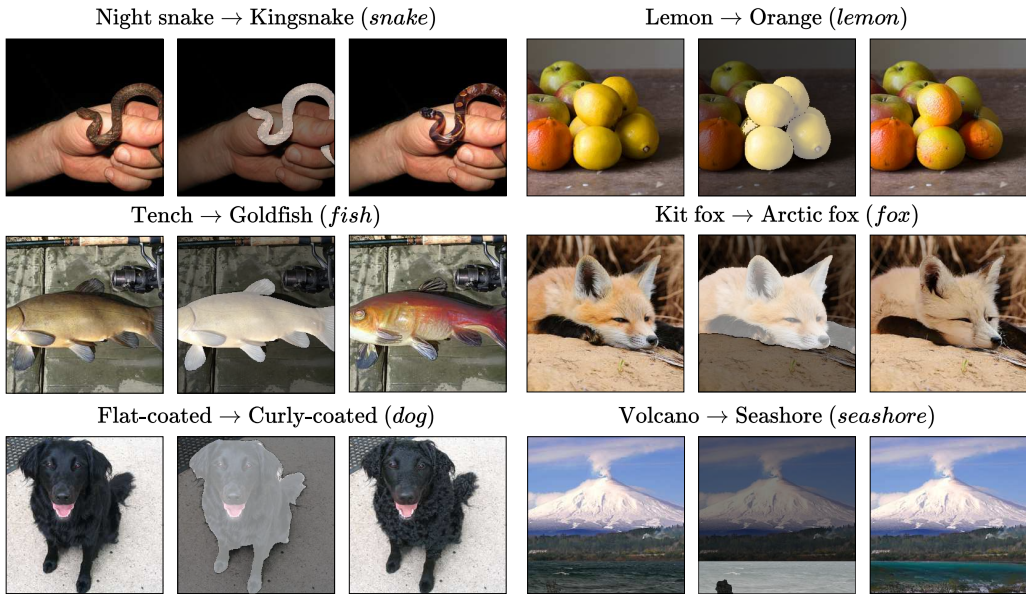 Night snake → Kingsnake (snake)
Lemon → Orange (lemon)
Tench → Goldfish (fish)
Kit fox → Arctic fox (fox)
Flat-coated → Curly-coated (dog)
Volcano → Seashore (seashore)